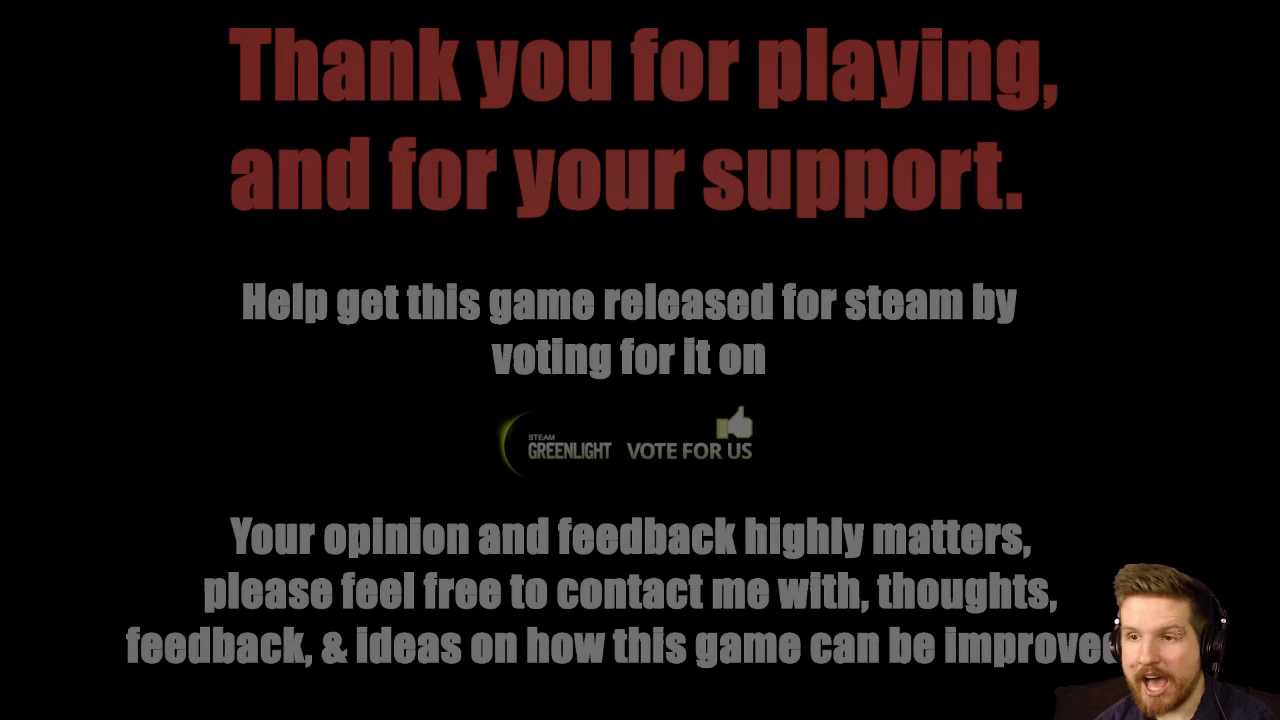 Thank you for playing,
and for your support.
Help get this game released for steam by
voting for it on
STEAM
GREENLIGHT VOTE FOR US
Your opinion and feedback highly matters,
please feel free to contact me with, thoughts,
feedback, & ideas on how this game can be improved